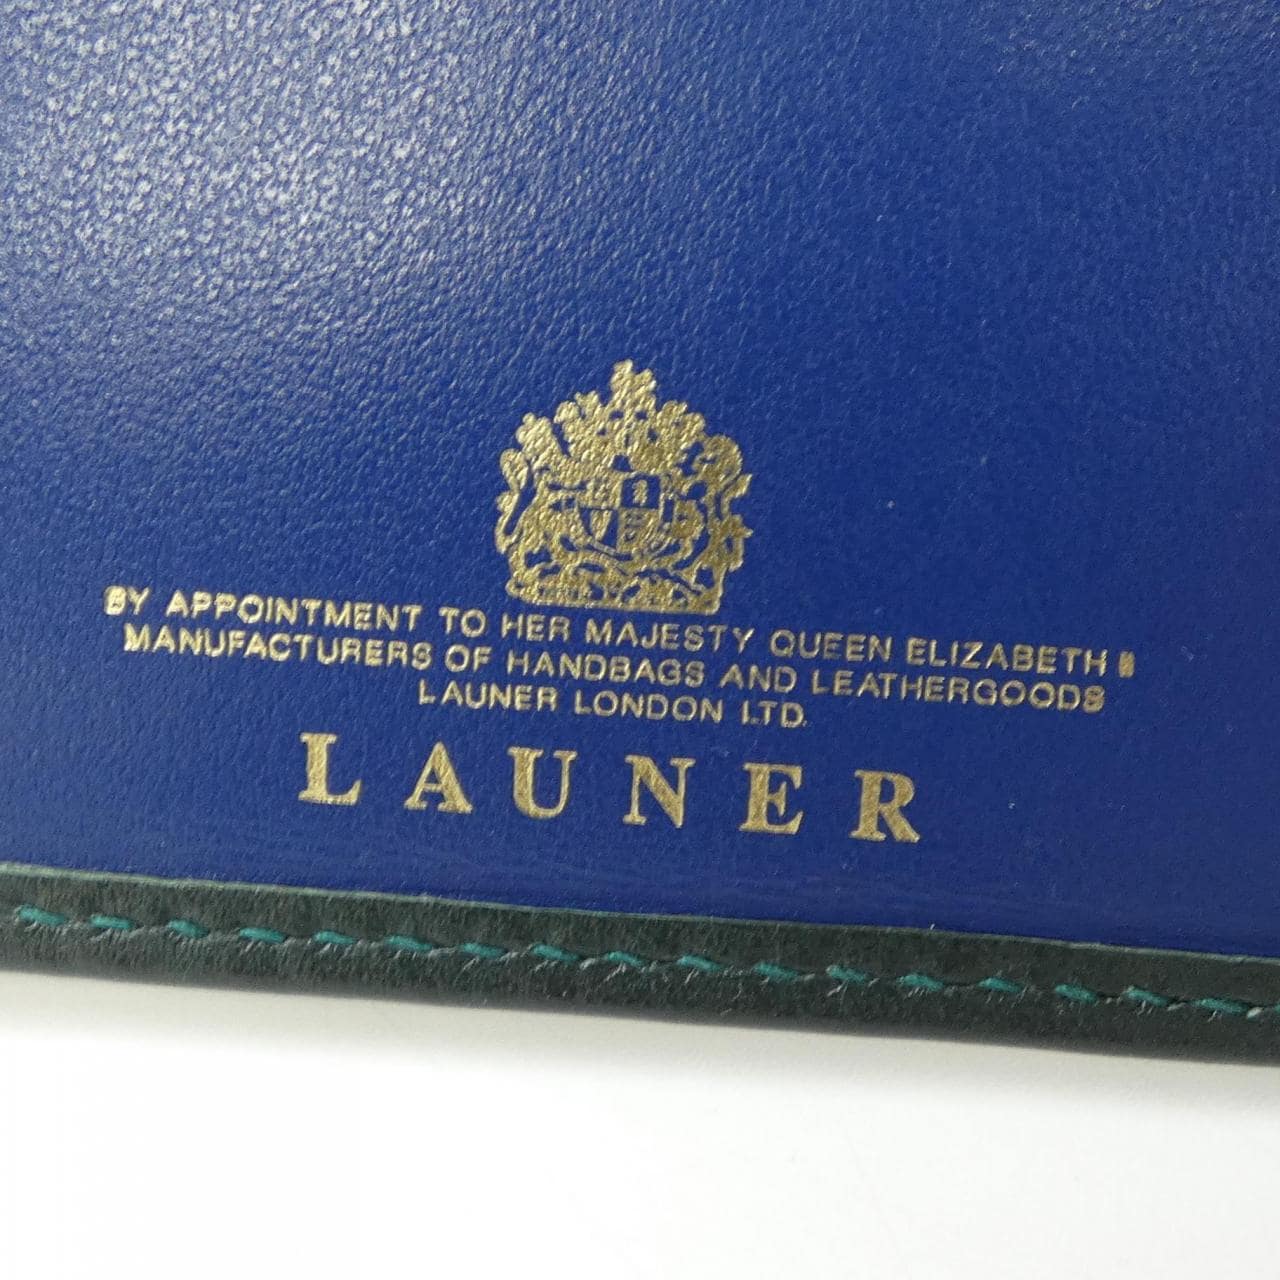 BY APPOINTMENT TO HER MAJESTY QUEEN ELIZABETH II
MANUFACTURERS OF HANDBAGS AND LEATHERGOODS
LAUNER LONDON LTD.
LAUNER